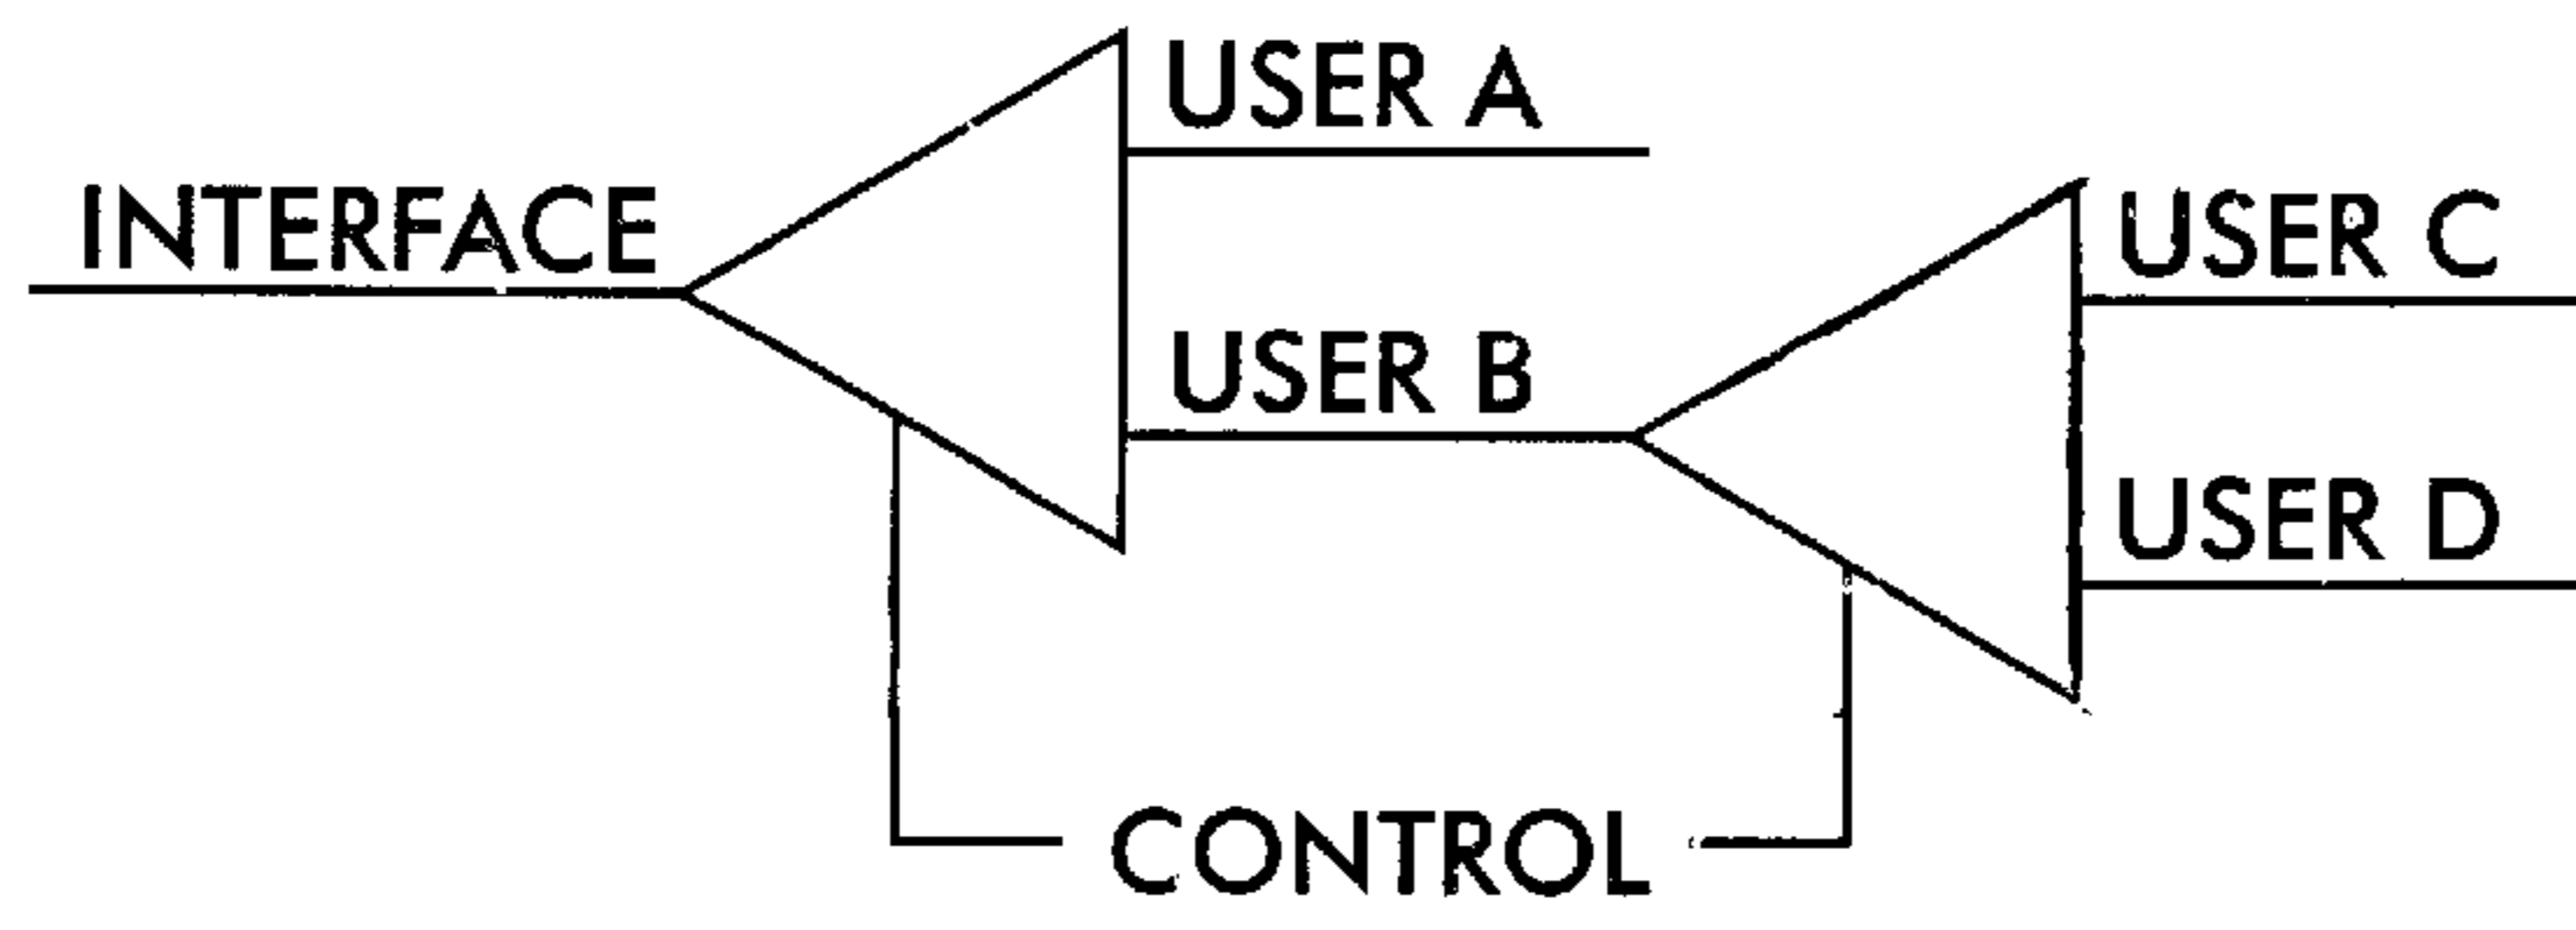 USER A
INTERFACE
USER C
USER B
USER D
CONTROL